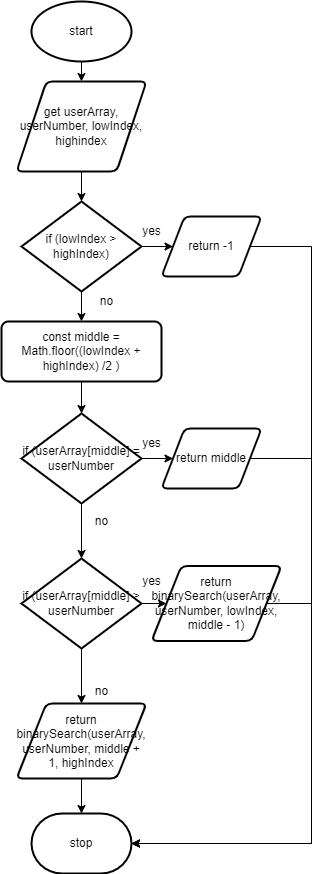 start
get userArray,
userNumber, lowIndex,
highindex
if (lowIndex >
highIndex)
yes
return -1
no
const middle =
Math.floor((lowIndex +
highIndex) /2 )
if (userArray[middle] =
userNumber
yes
return middle
no
if (userArray[middle] >
userNumber
yes
return
binarySearch(userArray,
userNumber, lowIndex,
middle - 1)
no
return
binarySearch(userArray,
userNumber, middle +
1, highIndex
stop